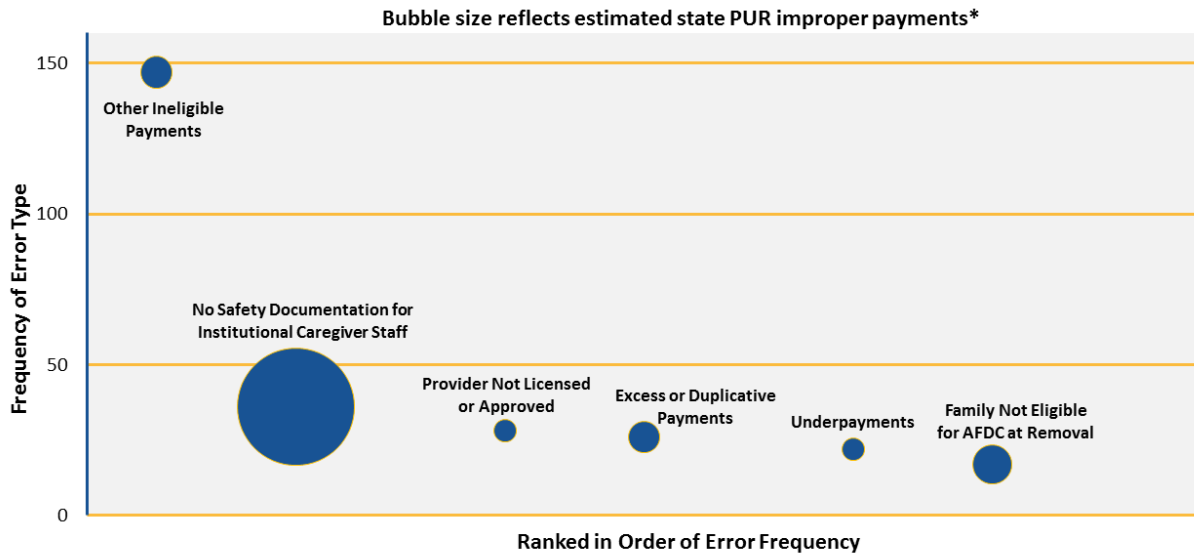 Bubble size reflects estimated state PUR improper payments*
Frequency of Error Type
150
100
50
0
Other Ineligible
Payments
No Safety Documentation for
Institutional Caregiver Staff
Provider Not Licensed
or Approved
Excess or Duplicative
Payments
Underpayments
Family Not Eligible
for AFDC at Removal
Ranked in Order of Error Frequency